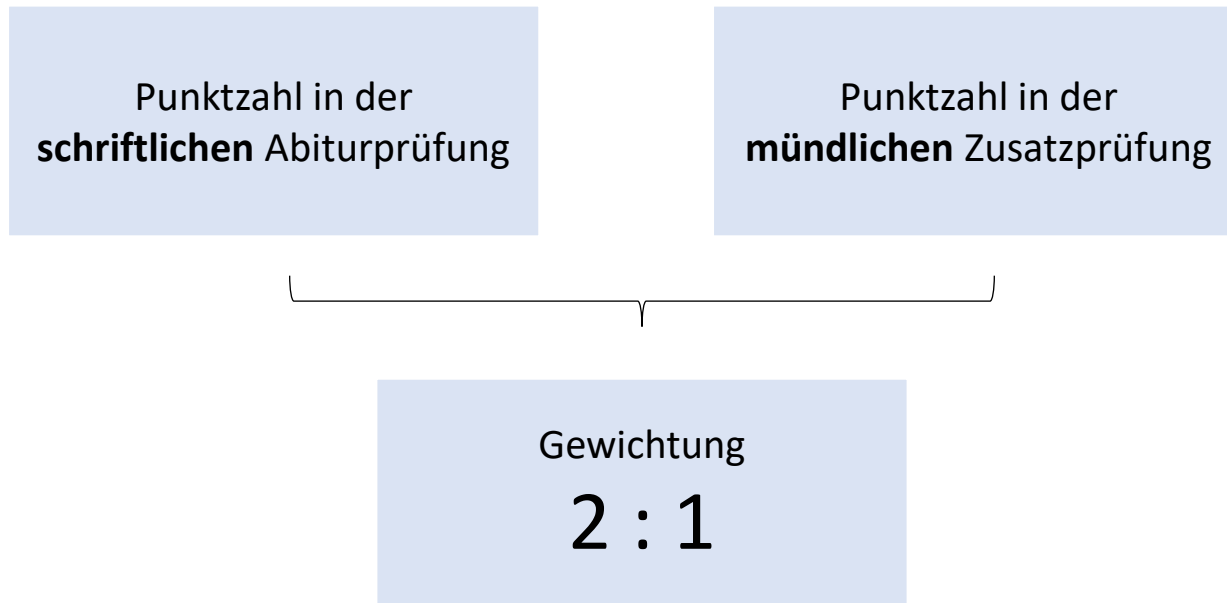 Punktzahl in der
schriftlichen Abiturprüfung
Punktzahl in der
mündlichen Zusatzprüfung
Gewichtung
2 : 1